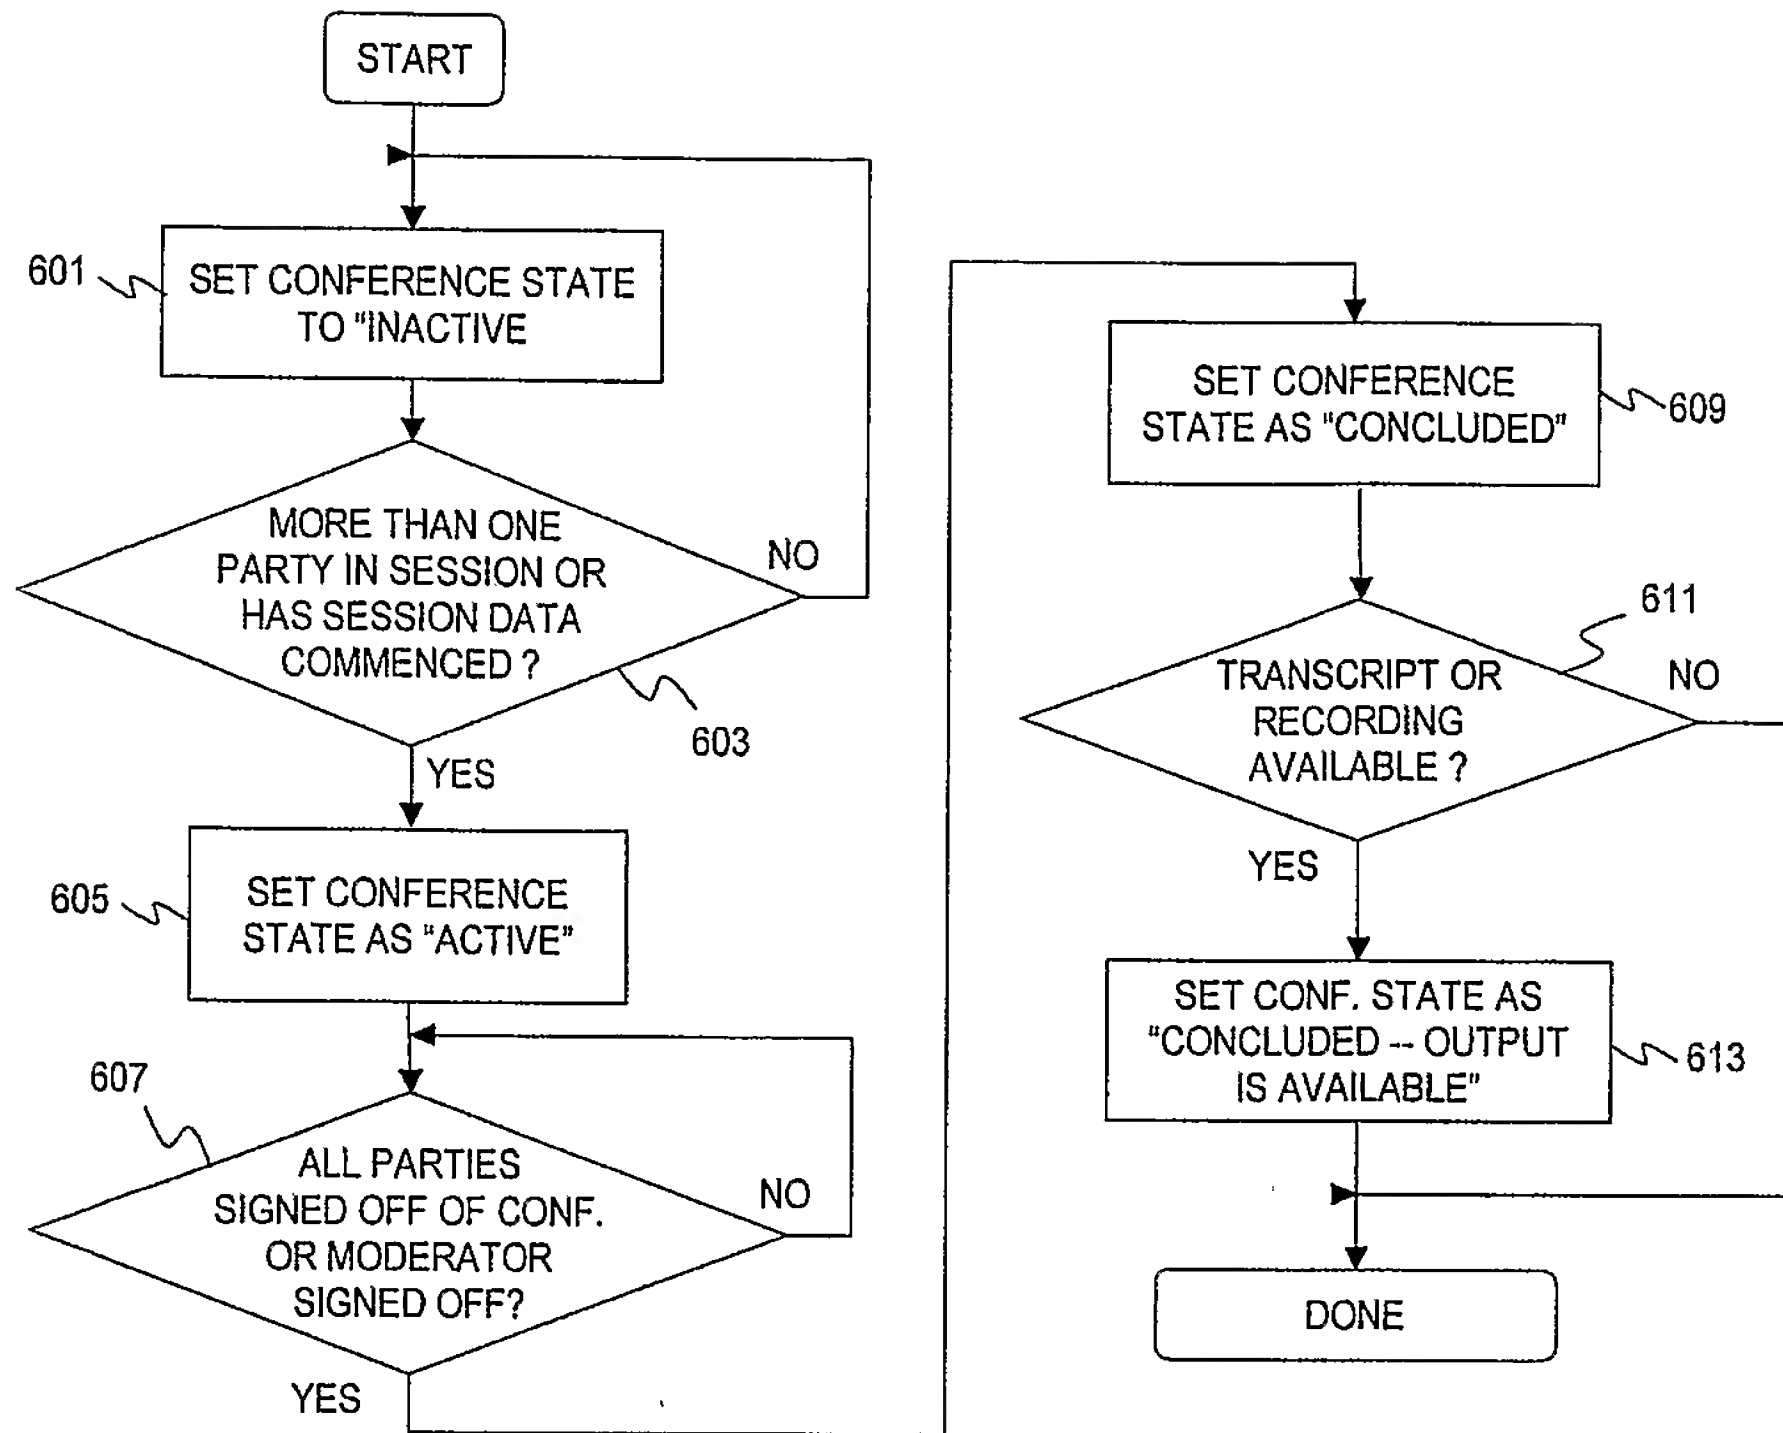 START
601
SET CONFERENCE STATE
TO "INACTIVE
MORE THAN ONE
PARTY IN SESSION OR
HAS SESSION DATA
COMMENCED ?
NO
603
YES
605
SET CONFERENCE
STATE AS "ACTIVE"
607
ALL PARTIES
SIGNED OFF OF CONF.
OR MODERATOR
SIGNED OFF?
NO
YES
SET CONFERENCE
STATE AS "CONCLUDED"
609
611
TRANSCRIPT OR
RECORDING
AVAILABLE ?
NO
YES
SET CONF. STATE AS
"CONCLUDED -- OUTPUT
IS AVAILABLE"
613
DONE